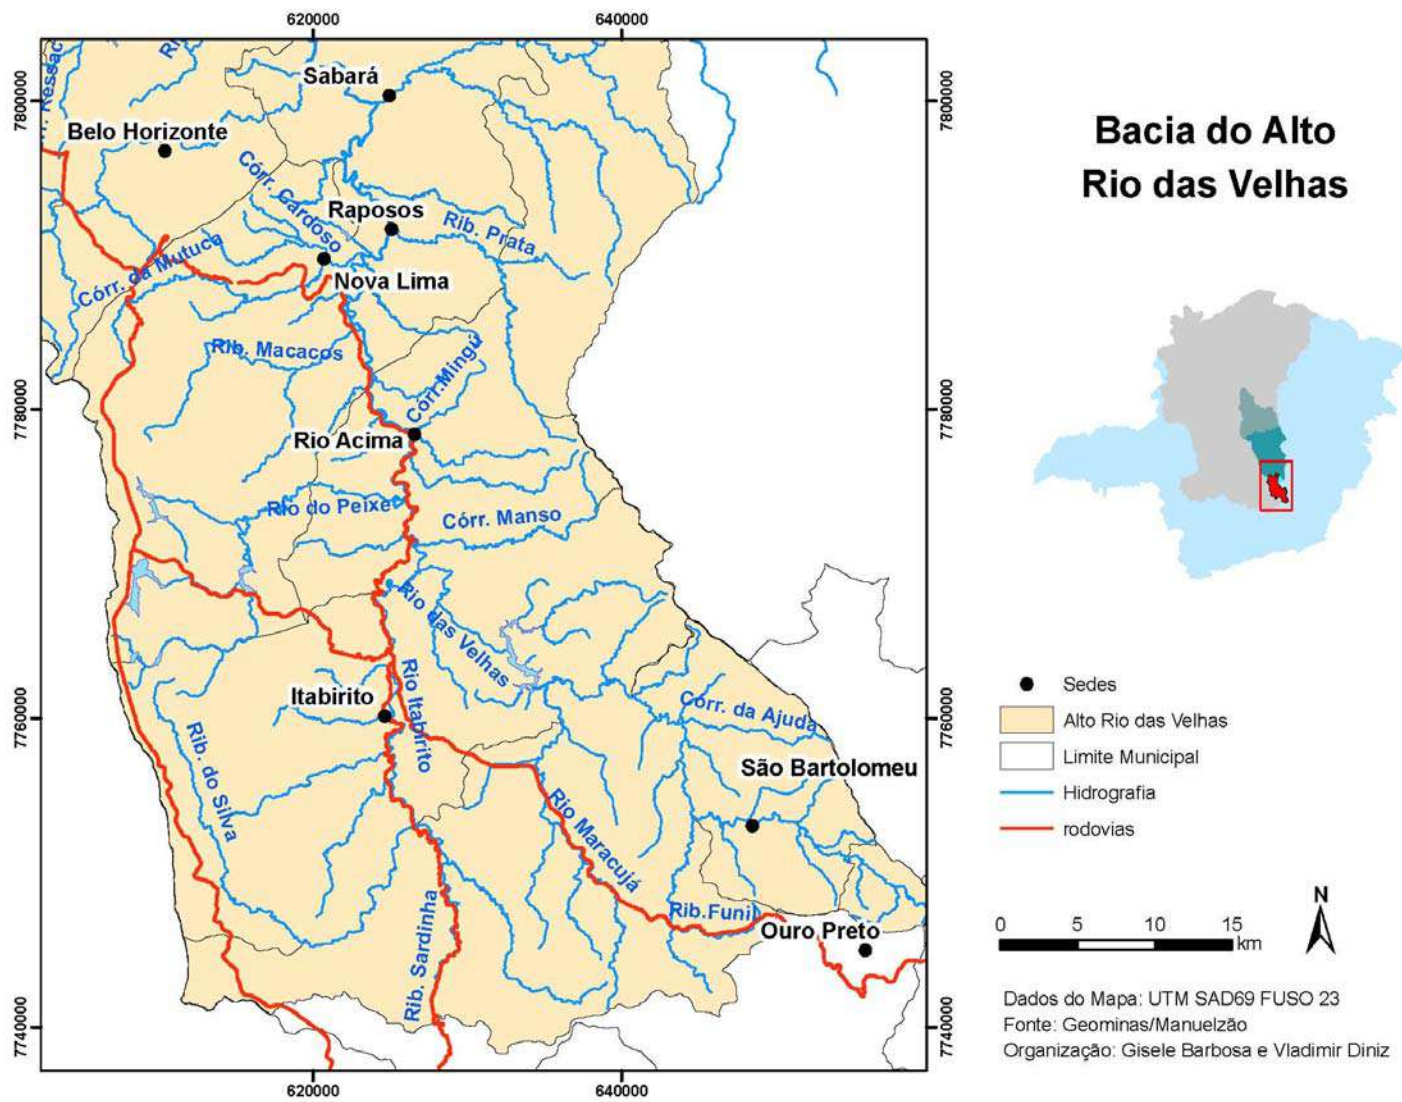 620000
640000
7800000
7800000
Sabará
Belo Horizonte
Córr. Cardoso
Raposos
Rib. Prata
Córr. da Mutuca
Nova Lima
Rib. Macacos
Córr.Mingú
7780000
7780000
Rio Acima
Rio do Peixe
Córr. Manso
Rio das Velhas
Itabirito
Rio Itabirito
7760000
7760000
Córr. da Ajuda
Rib. do Silva
São Bartolomeu
Rio Maracujá
Rib. Sardinha
Rib.Funil
Ouro Preto
7740000
7740000
620000
640000
Bacia do Alto
Rio das Velhas
Sedes
Alto Rio das Velhas
Limite Municipal
Hidrografia
rodovias
0 5 10 15
km
N
Dados do Mapa: UTM SAD69 FUSO 23
Fonte: Geominas/Manuelzão
Organização: Gisele Barbosa e Vladimir Diniz